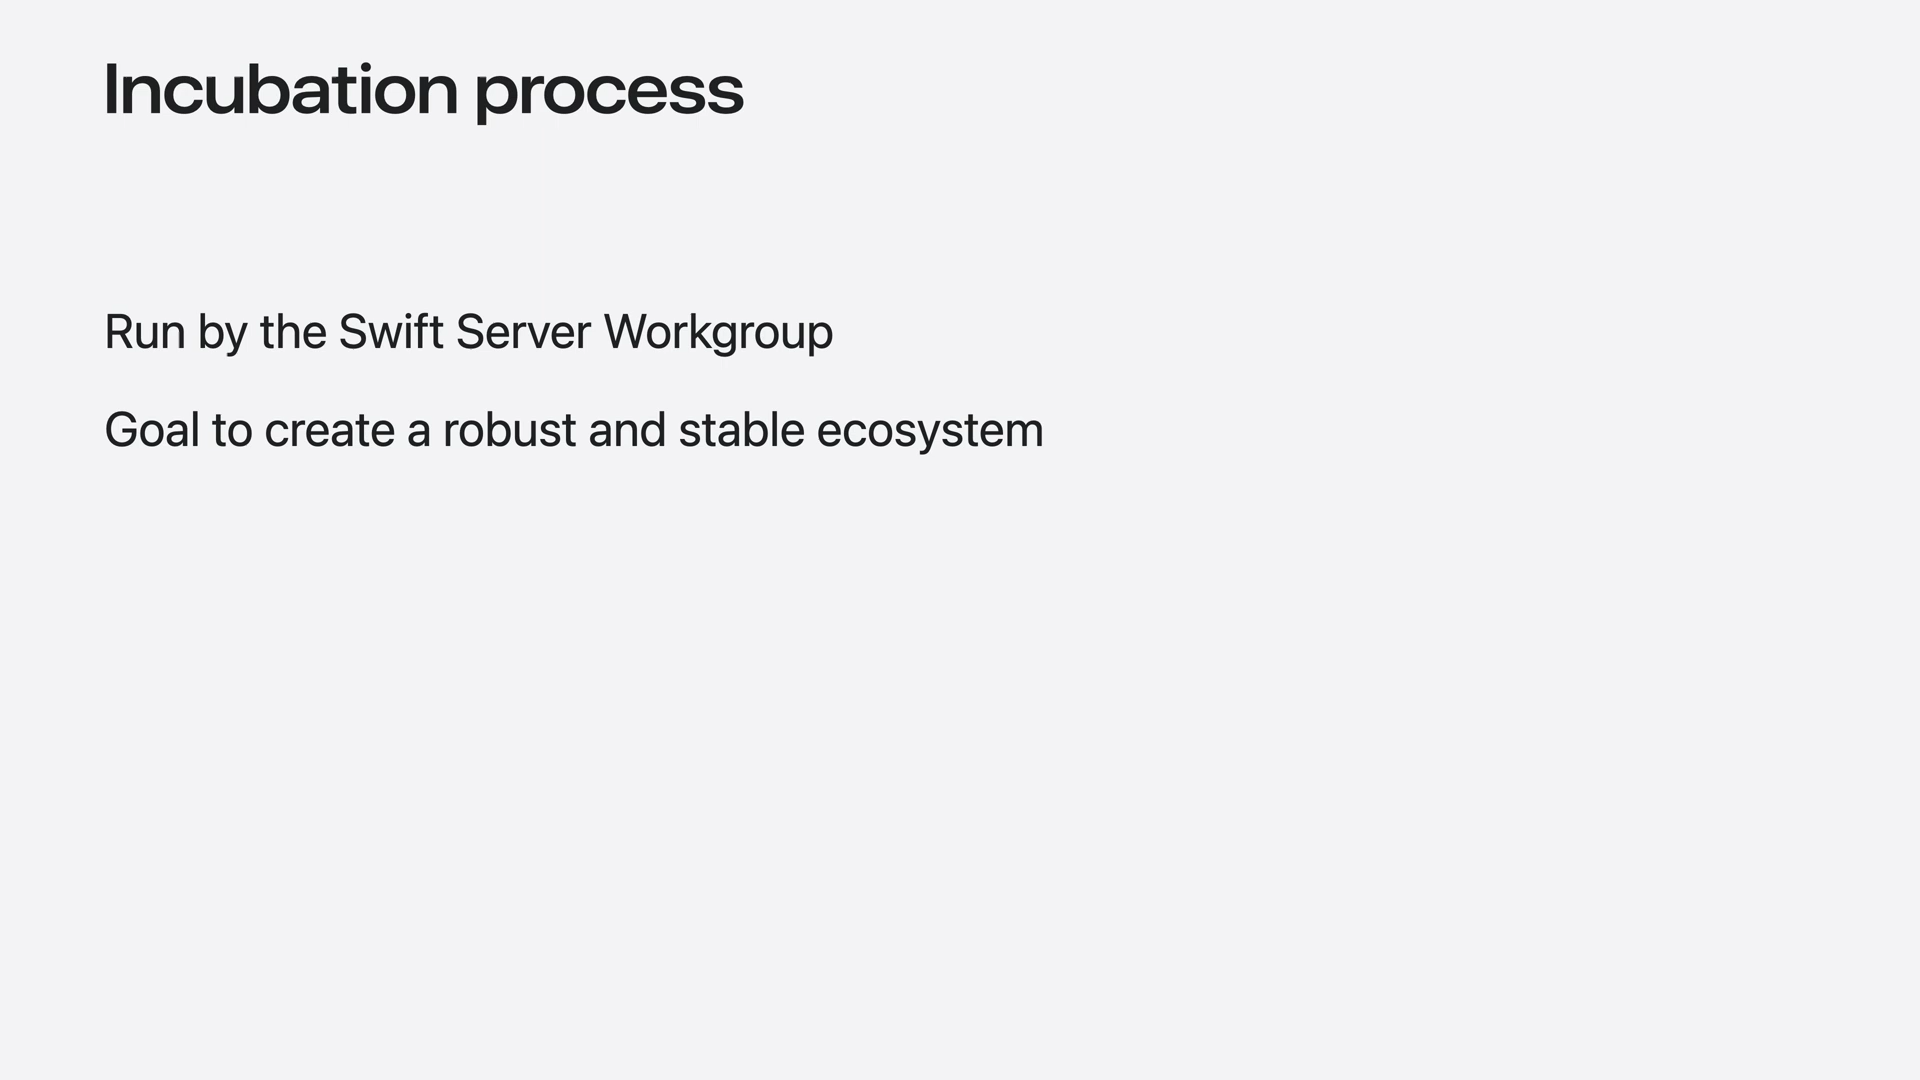 Incubation process
Run by the Swift Server Workgroup
Goal to create a robust and stable ecosystem